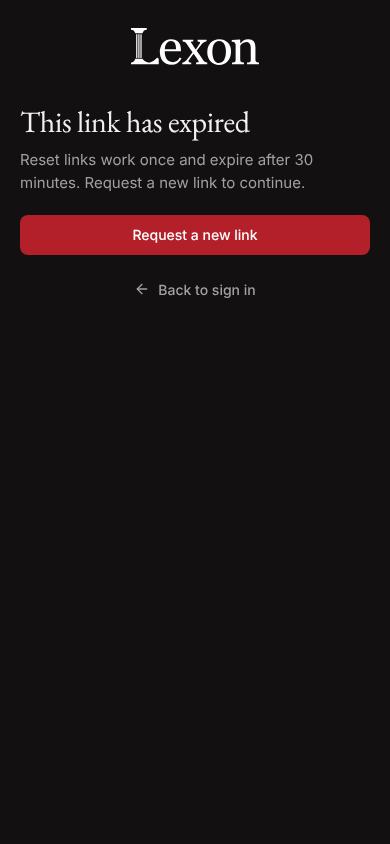 Lexon
This link has expired
Reset links work once and expire after 30
minutes. Request a new link to continue.
Request a new link
Back to sign in